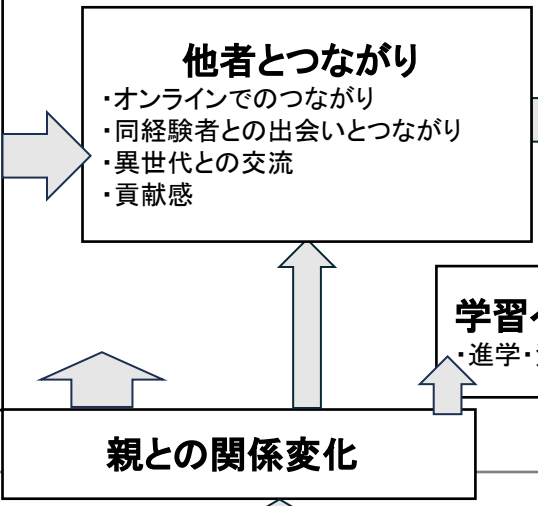 他者とつながり
・オンラインでのつながり
・同経験者との出会いとつながり
・異世代との交流
・貢献感
学習
・進学・
親との関係変化